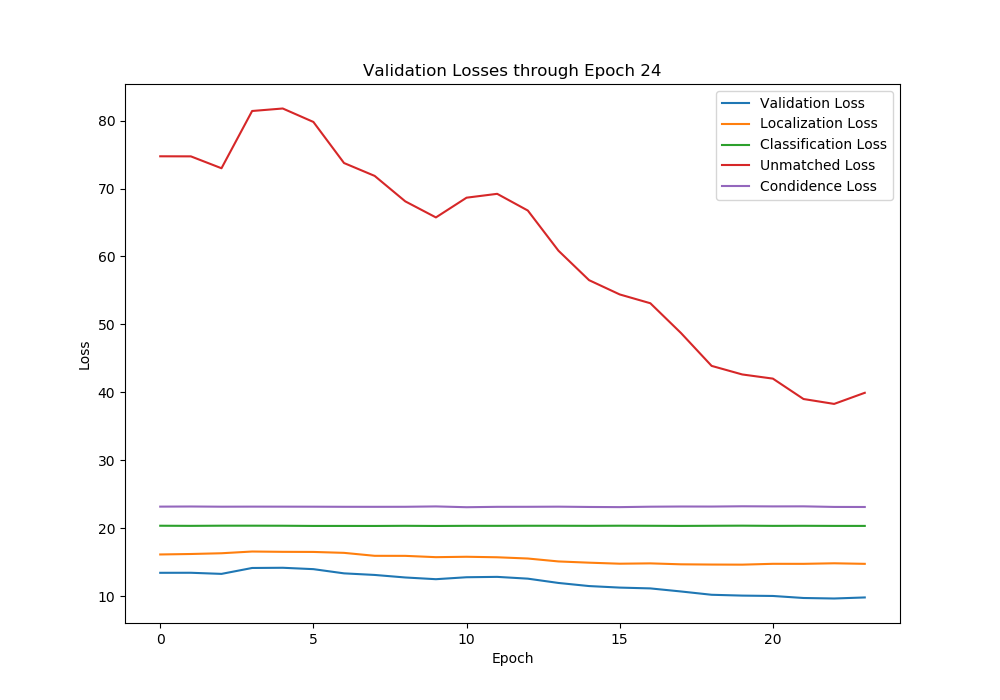 Validation Losses through Epoch 24
Validation Loss
Localization Loss
Classification Loss
Unmatched Loss
Condidence Loss
80
70
60
50
40
30
20
10
Loss
0
5
10
15
20
Epoch